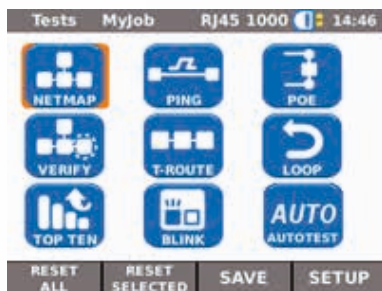 Tests MyJob RJ45 1000 14:46
NETMAP PING POE
VERIFY T-ROUTE LOOP
TOP TEN BLINK AUTO
AUTOTEST
RESET ALL RESET SELECTED SAVE SETUP